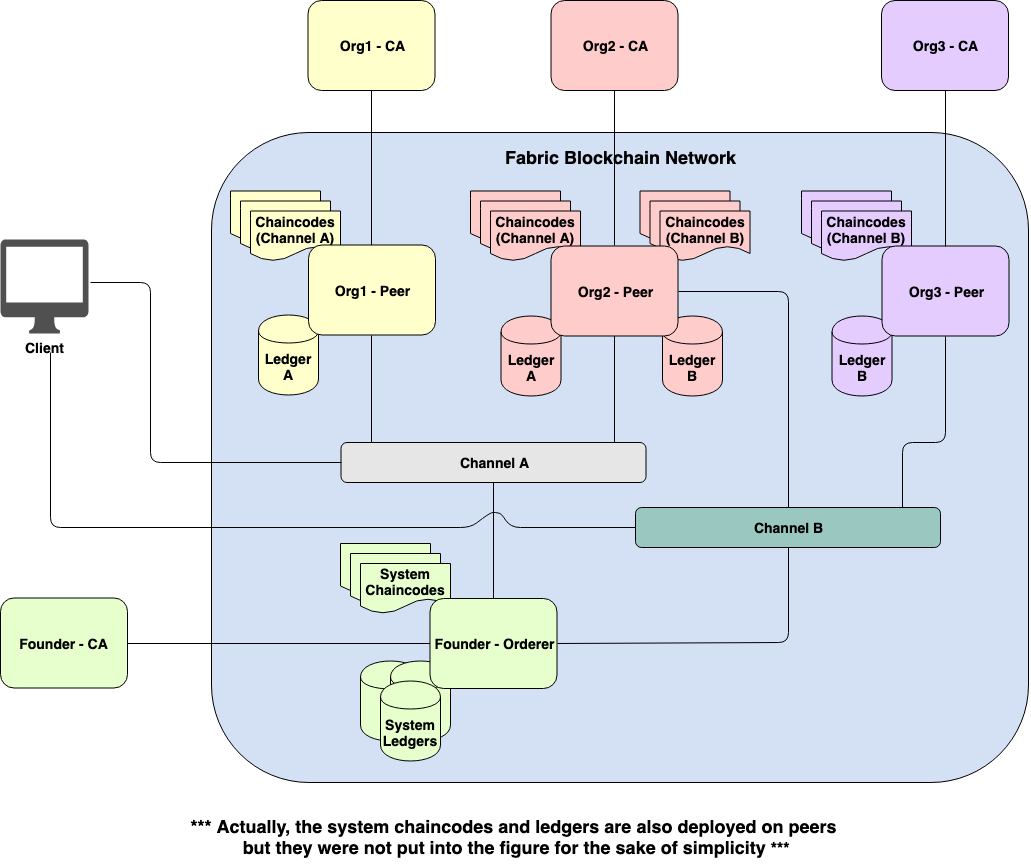 Org1 - CA
Org2 - CA
Org3 - CA
Fabric Blockchain Network
Chaincodes
(Channel A)
Chaincodes
(Channel A)
Chaincodes
(Channel B)
Chaincodes
(Channel B)
Org1 - Peer
Org2 - Peer
Org3 - Peer
Client
Ledger
A
Ledger
A
Ledger
B
Ledger
B
Channel A
Channel B
System
Chaincodes
Founder - CA
Founder - Orderer
System
Ledgers
*** Actually, the system chaincodes and ledgers are also deployed on peers
but they were not put into the figure for the sake of simplicity ***